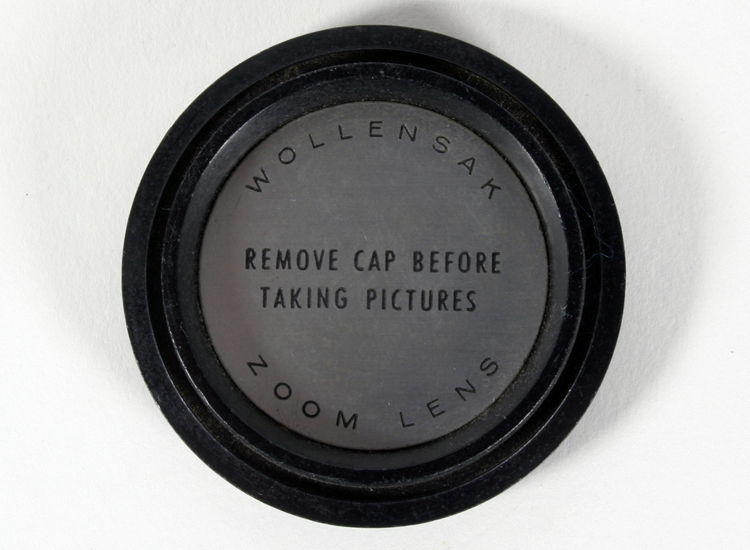 WOLLENSAK
REMOVE CAP BEFORE
TAKING PICTURES
ZOOM LENS